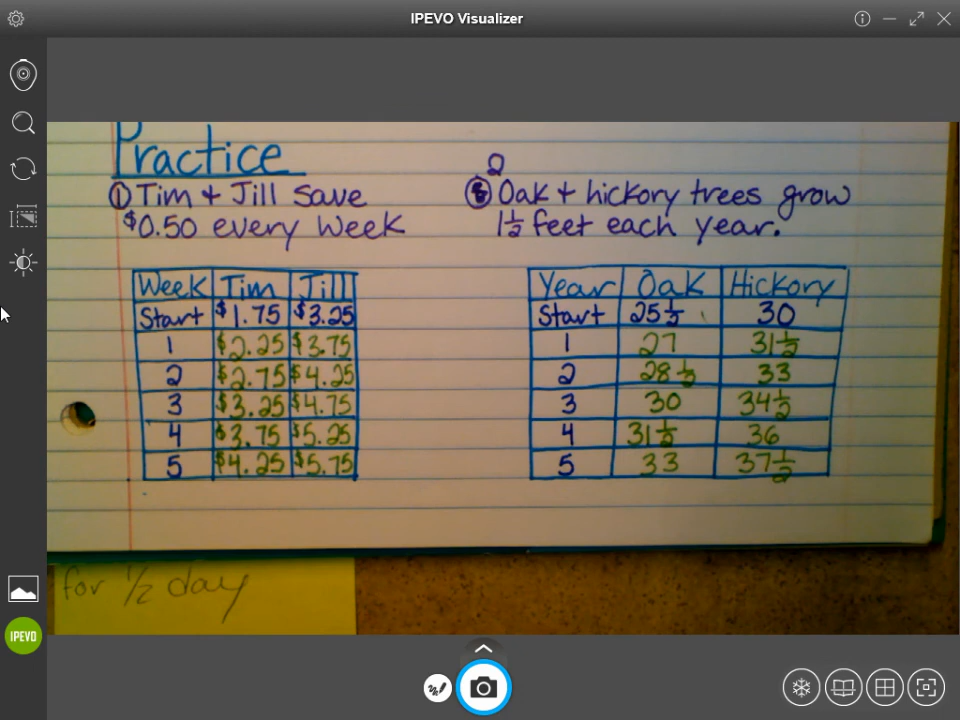 IPEVO Visualizer
Practice
① Tim + Jill save
$0.50 every week
2
Oak + hickory trees grow
1½ feet each year.
Week Tim Jill
Start $1.75 $3.25
1 $2.25 $3.75
2 $2.75 $4.25
3 $3.25 $4.75
4 $3.75 $5.25
5 $4.25 $5.75
Year Oak Hickory
Start 25½ 30
1 27 31½
2 28½ 33
3 30 34½
4 31½ 36
5 33 37½
for ½ day
IPEVO